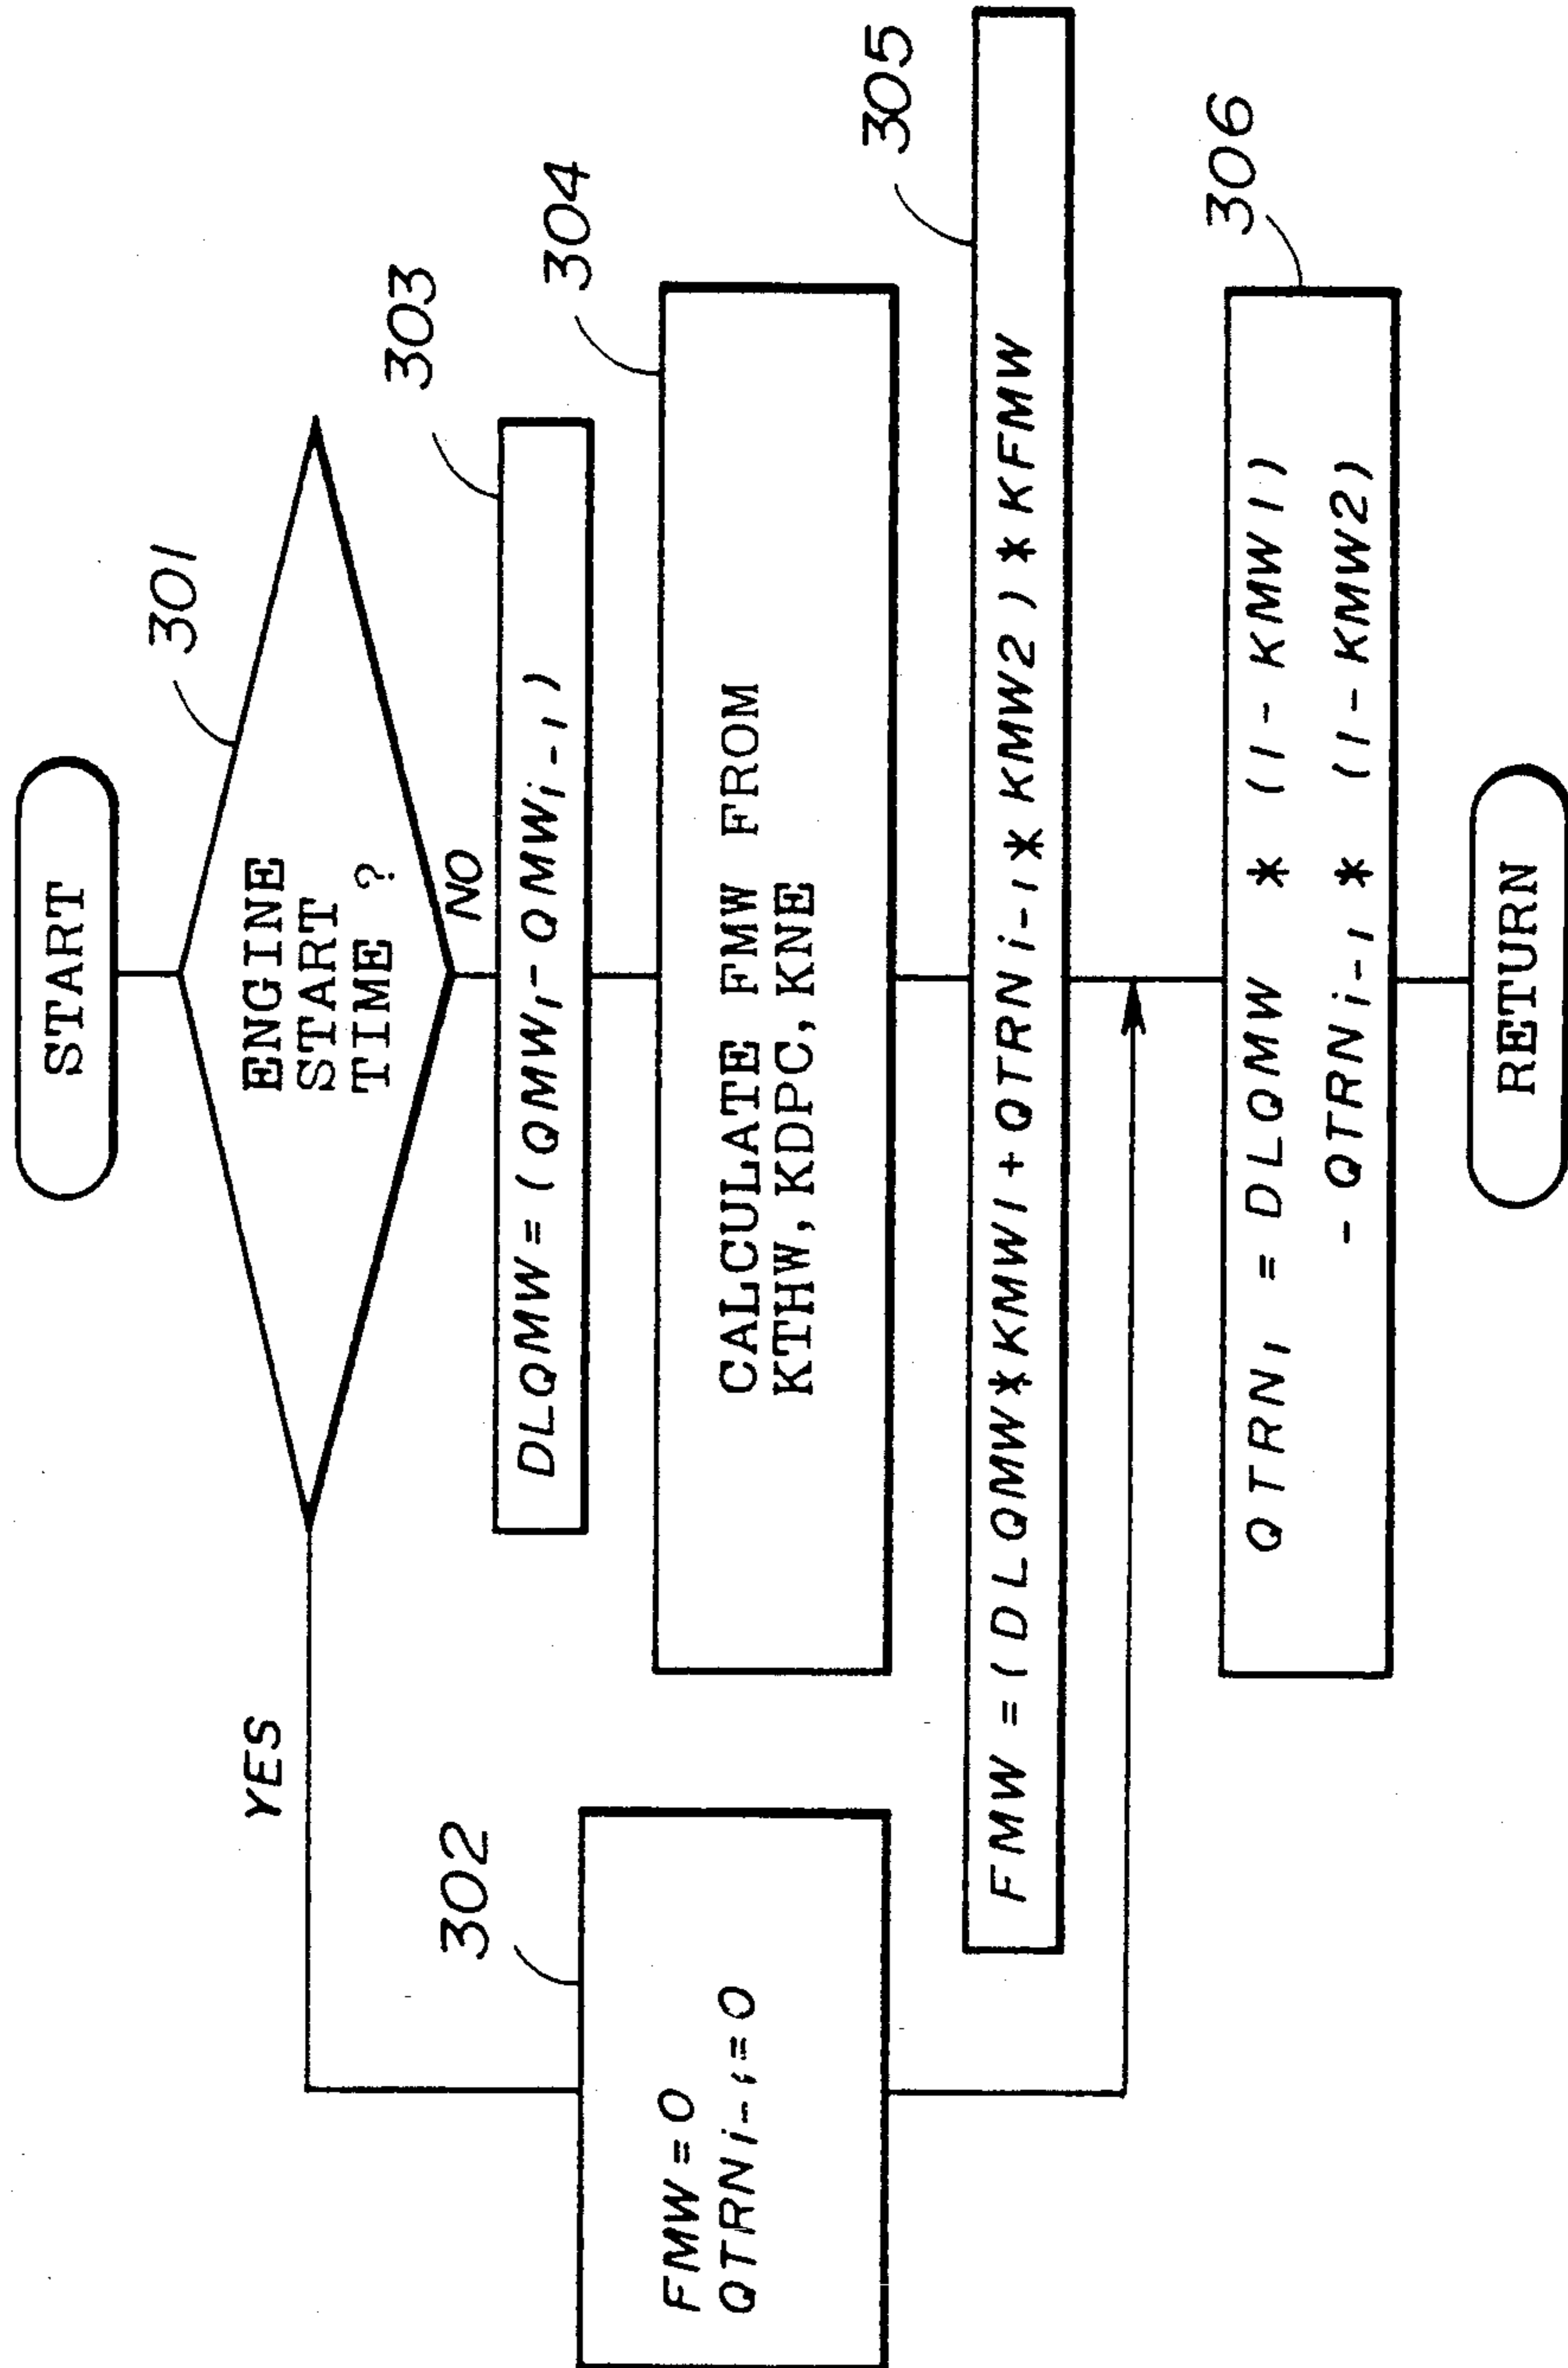 START
301
ENGINE
START
TIME ?
YES
NO
302
FMW=0
QTRNi-1=0
303
DLQMW=(QMWi-QMWi-1)
304
CALCULATE FMW FROM
KTHW, KDPC, KNE
305
FMW=(DLQMW*KMW1+QTRNi-1*KMW2)*KFMW
306
QTRNi = DLQMW * (1-KMW1)
- QTRNi-1 * (1-KMW2)
RETURN